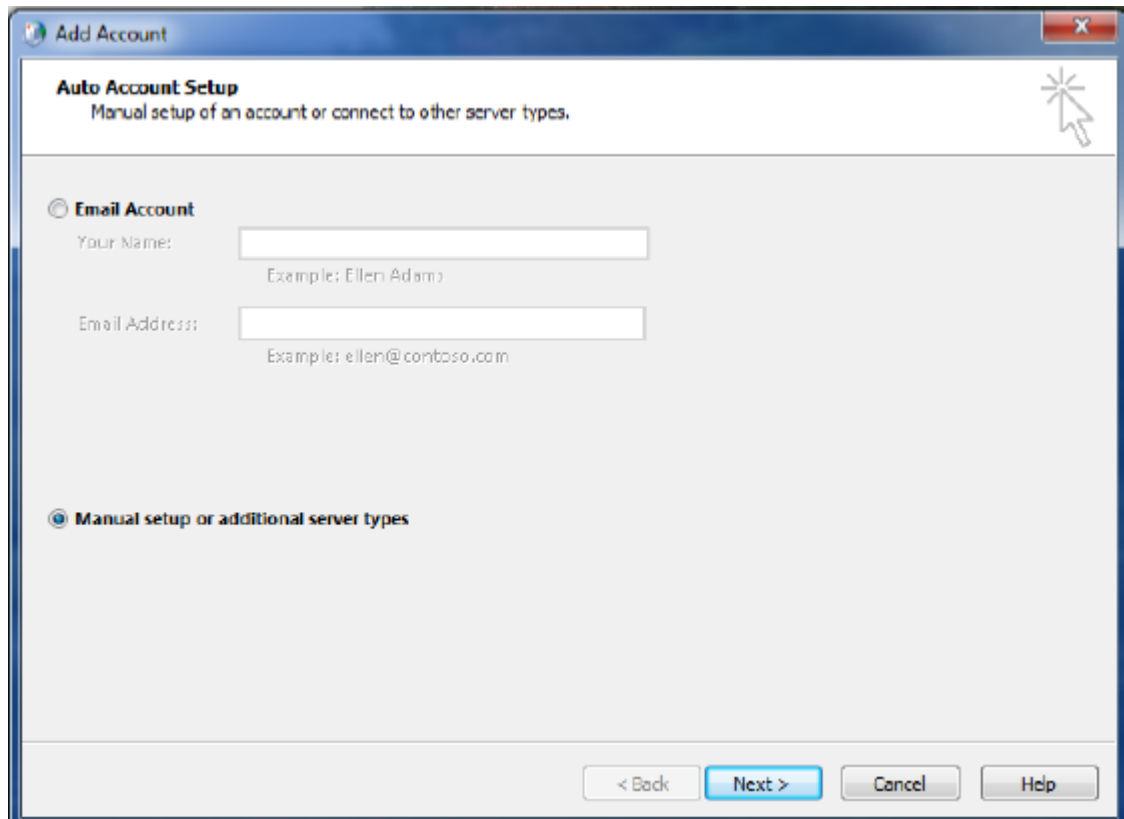 Add Account
Auto Account Setup
Manual setup of an account or connect to other server types.
Email Account
Your Name:
Example: Ellen Adams
Email Address:
Example: ellen@contoso.com
Manual setup or additional server types
< Back Next > Cancel Help